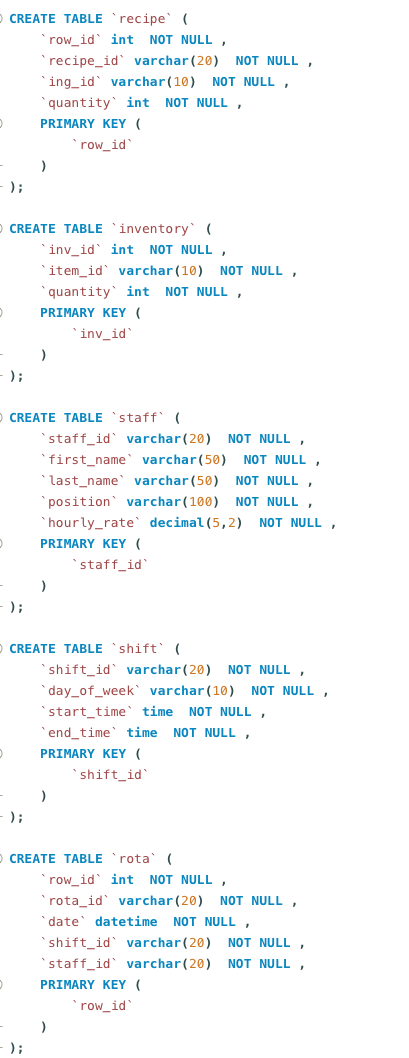 CREATE TABLE `recipe` (
    `row_id` int  NOT NULL ,
    `recipe_id` varchar(20)  NOT NULL ,
    `ing_id` varchar(10)  NOT NULL ,
    `quantity` int  NOT NULL ,
    PRIMARY KEY (
        `row_id`
    )
);

CREATE TABLE `inventory` (
    `inv_id` int  NOT NULL ,
    `item_id` varchar(10)  NOT NULL ,
    `quantity` int  NOT NULL ,
    PRIMARY KEY (
        `inv_id`
    )
);

CREATE TABLE `staff` (
    `staff_id` varchar(20)  NOT NULL ,
    `first_name` varchar(50)  NOT NULL ,
    `last_name` varchar(50)  NOT NULL ,
    `position` varchar(100)  NOT NULL ,
    `hourly_rate` decimal(5,2)  NOT NULL ,
    PRIMARY KEY (
        `staff_id`
    )
);

CREATE TABLE `shift` (
    `shift_id` varchar(20)  NOT NULL ,
    `day_of_week` varchar(10)  NOT NULL ,
    `start_time` time  NOT NULL ,
    `end_time` time  NOT NULL ,
    PRIMARY KEY (
        `shift_id`
    )
);

CREATE TABLE `rota` (
    `row_id` int  NOT NULL ,
    `rota_id` varchar(20)  NOT NULL ,
    `date` datetime  NOT NULL ,
    `shift_id` varchar(20)  NOT NULL ,
    `staff_id` varchar(20)  NOT NULL ,
    PRIMARY KEY (
        `row_id`
    )
);